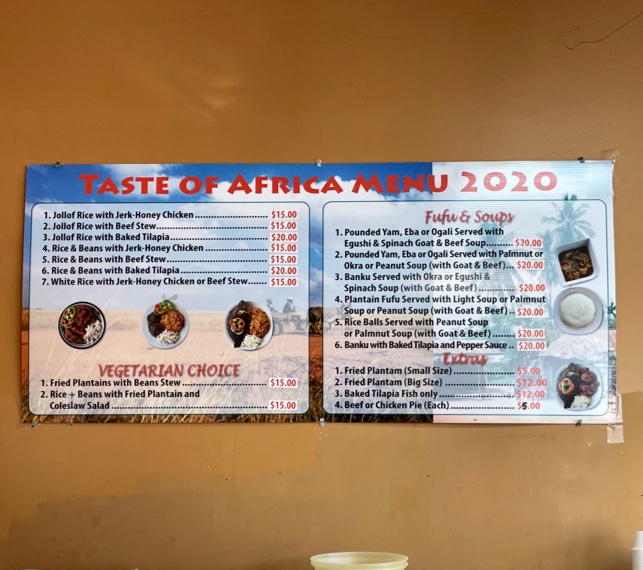 TASTE OF AFRICA MENU 2020
1. Jollof Rice with Jerk-Honey Chicken ........ $15.00
2. Jollof Rice with Beef Stew ........ $15.00
3. Jollof Rice with Baked Tilapia ........ $20.00
4. Rice & Beans with Jerk-Honey Chicken ........ $15.00
5. Rice & Beans with Beef Stew ........ $15.00
6. Rice & Beans with Baked Tilapia ........ $20.00
7. White Rice with Jerk-Honey Chicken or Beef Stew ...... $15.00
VEGETARIAN CHOICE
1. Fried Plantains with Beans Stew ........ $15.00
2. Rice + Beans with Fried Plantain and
Coleslaw Salad ........ $15.00
Fufu & Soups
1. Pounded Yam, Eba or Ogali Served with
Egushi & Spinach Goat & Beef Soup ........ $20.00
2. Pounded Yam, Eba or Ogali Served with Palmnut or
Okra or Peanut Soup (with Goat & Beef)... $20.00
3. Banku Served with Okra or Egushi &
Spinach Soup (with Goat & Beef) ........ $20.00
4. Plantain Fufu Served with Light Soup or Palmut
Soup or Peanut Soup (with Goat & Beef) .. $20.00
5. Rice Balls Served with Peanut Soup
or Palmnut Soup (with Goat & Beef) ........ $20.00
6. Banku with Baked Tilapia and Pepper Sauce .. $20.00
Extras
1. Fried Plantam (Small Size) ........ $5.00
2. Fried Plantam (Big Size) ........ $12.00
3. Baked Tilapia Fish only ........ $12.00
4. Beef or Chicken Pie (Each) ........ $5.00